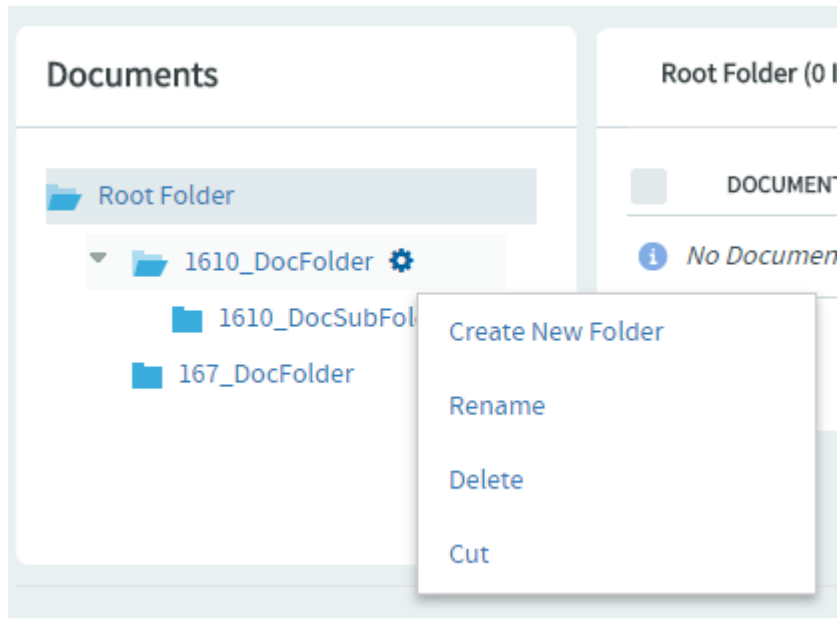 Documents
Root Folder
1610_DocFolder
1610_DocSubFol
167_DocFolder
Root Folder (0
DOCUMENT
No Documen
Create New Folder
Rename
Delete
Cut